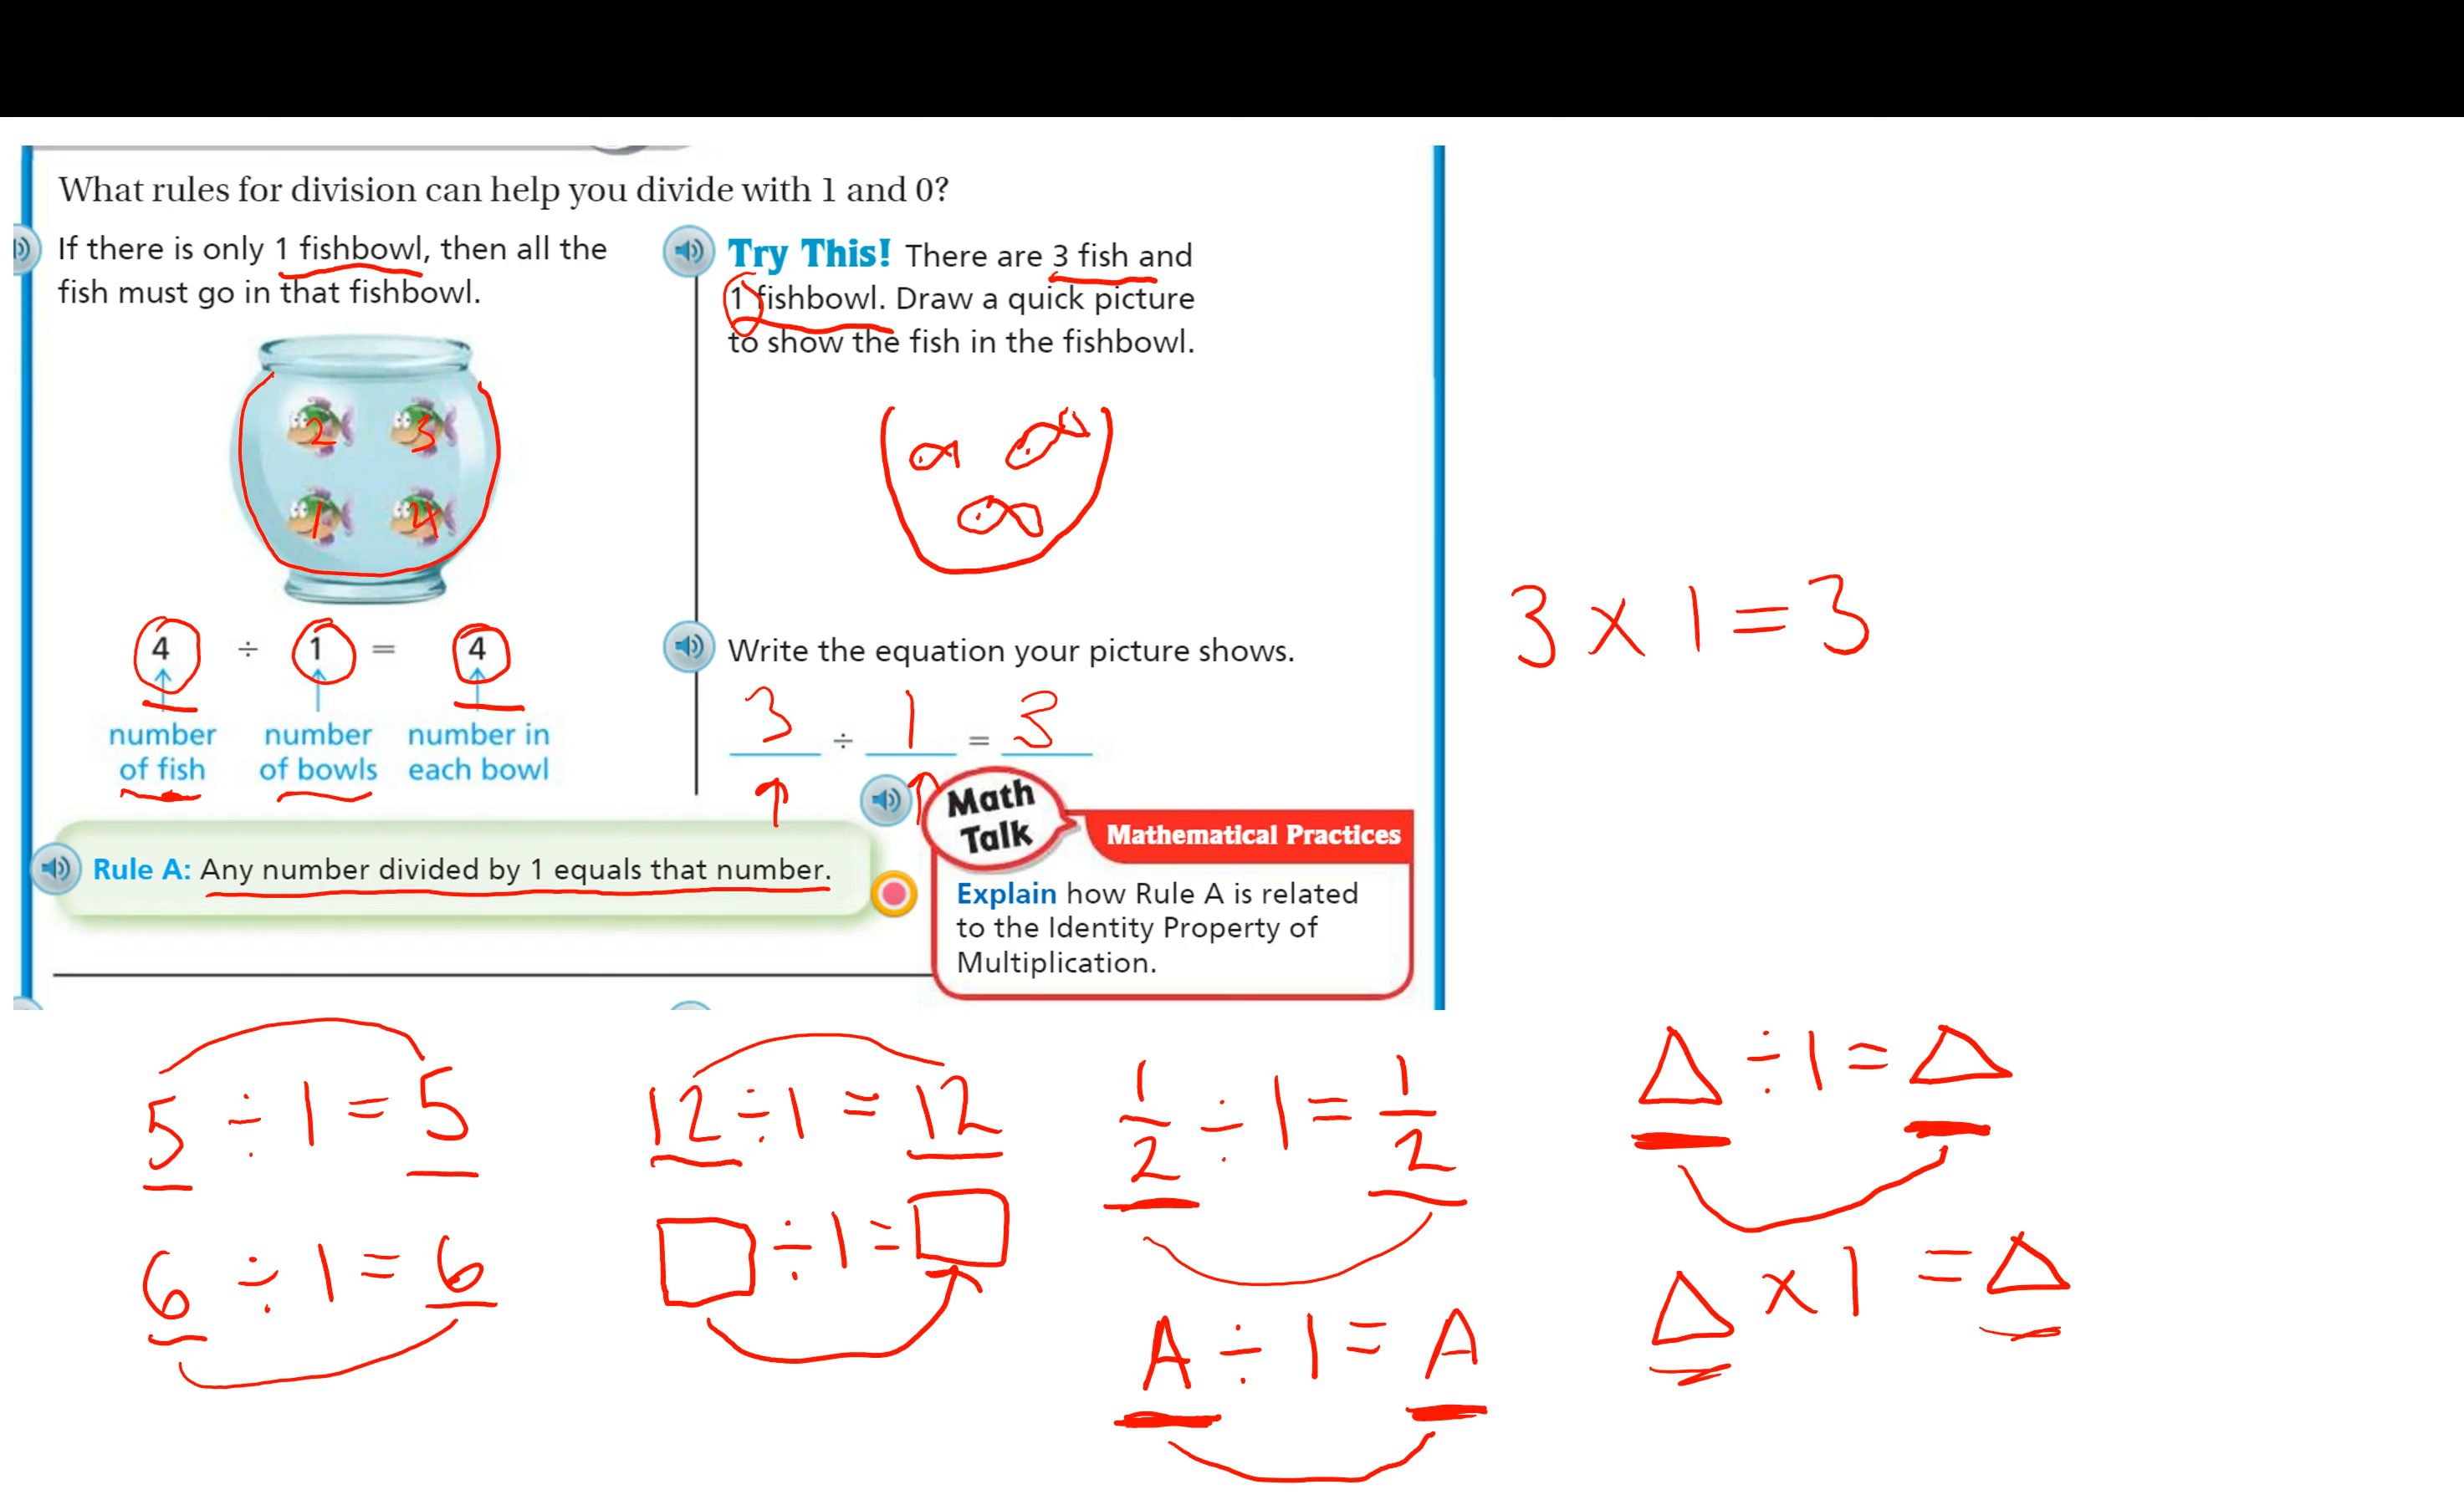 What rules for division can help you divide with 1 and 0?
If there is only 1 fishbowl, then all the
fish must go in that fishbowl.
2 3
1 4
4 ÷ 1 = 4
number of fish
number of bowls
number in each bowl
Try This! There are 3 fish and
1 fishbowl. Draw a quick picture
to show the fish in the fishbowl.
Write the equation your picture shows.
3 ÷ 1 = 3
3 x 1 = 3
Rule A: Any number divided by 1 equals that number.
Math
Talk
Mathematical Practices
Explain how Rule A is related
to the Identity Property of
Multiplication.
5 ÷ 1 = 5
12 ÷ 1 = 12
1/2 ÷ 1 = 1/2
△ ÷ 1 = △
6 ÷ 1 = 6
□ ÷ 1 = □
A ÷ 1 = A
△ x 1 = △